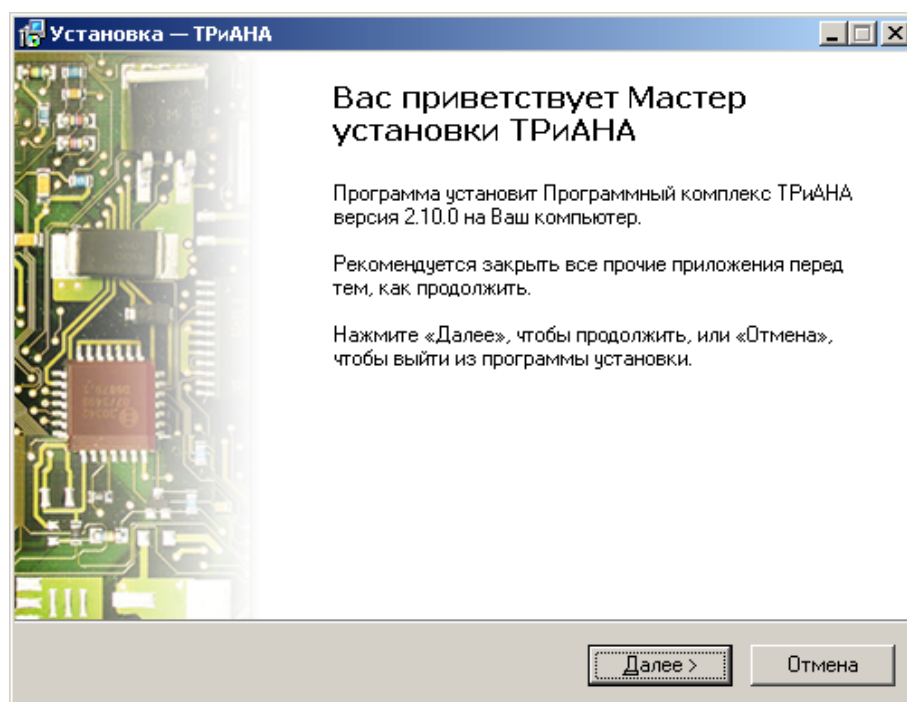 Установка — ТРиАНА
Вас приветствует Мастер
установки ТРиАНА
Программа установит Программный комплекс ТРиАНА
версия 2.10.0 на Ваш компьютер.
Рекомендуется закрыть все прочие приложения перед
тем, как продолжить.
Нажмите «Далее», чтобы продолжить, или «Отмена»,
чтобы выйти из программы установки.
Далее >
Отмена